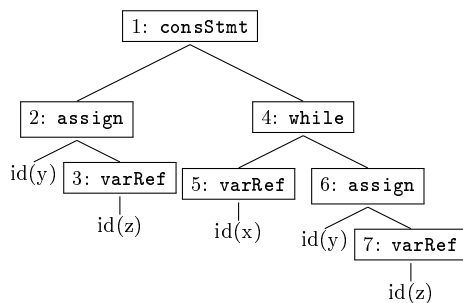 1: consStmt
2: assign
4: while
id(y)
3: varRef
5: varRef
6: assign
id(z)
id(x)
id(y)
7: varRef
id(z)